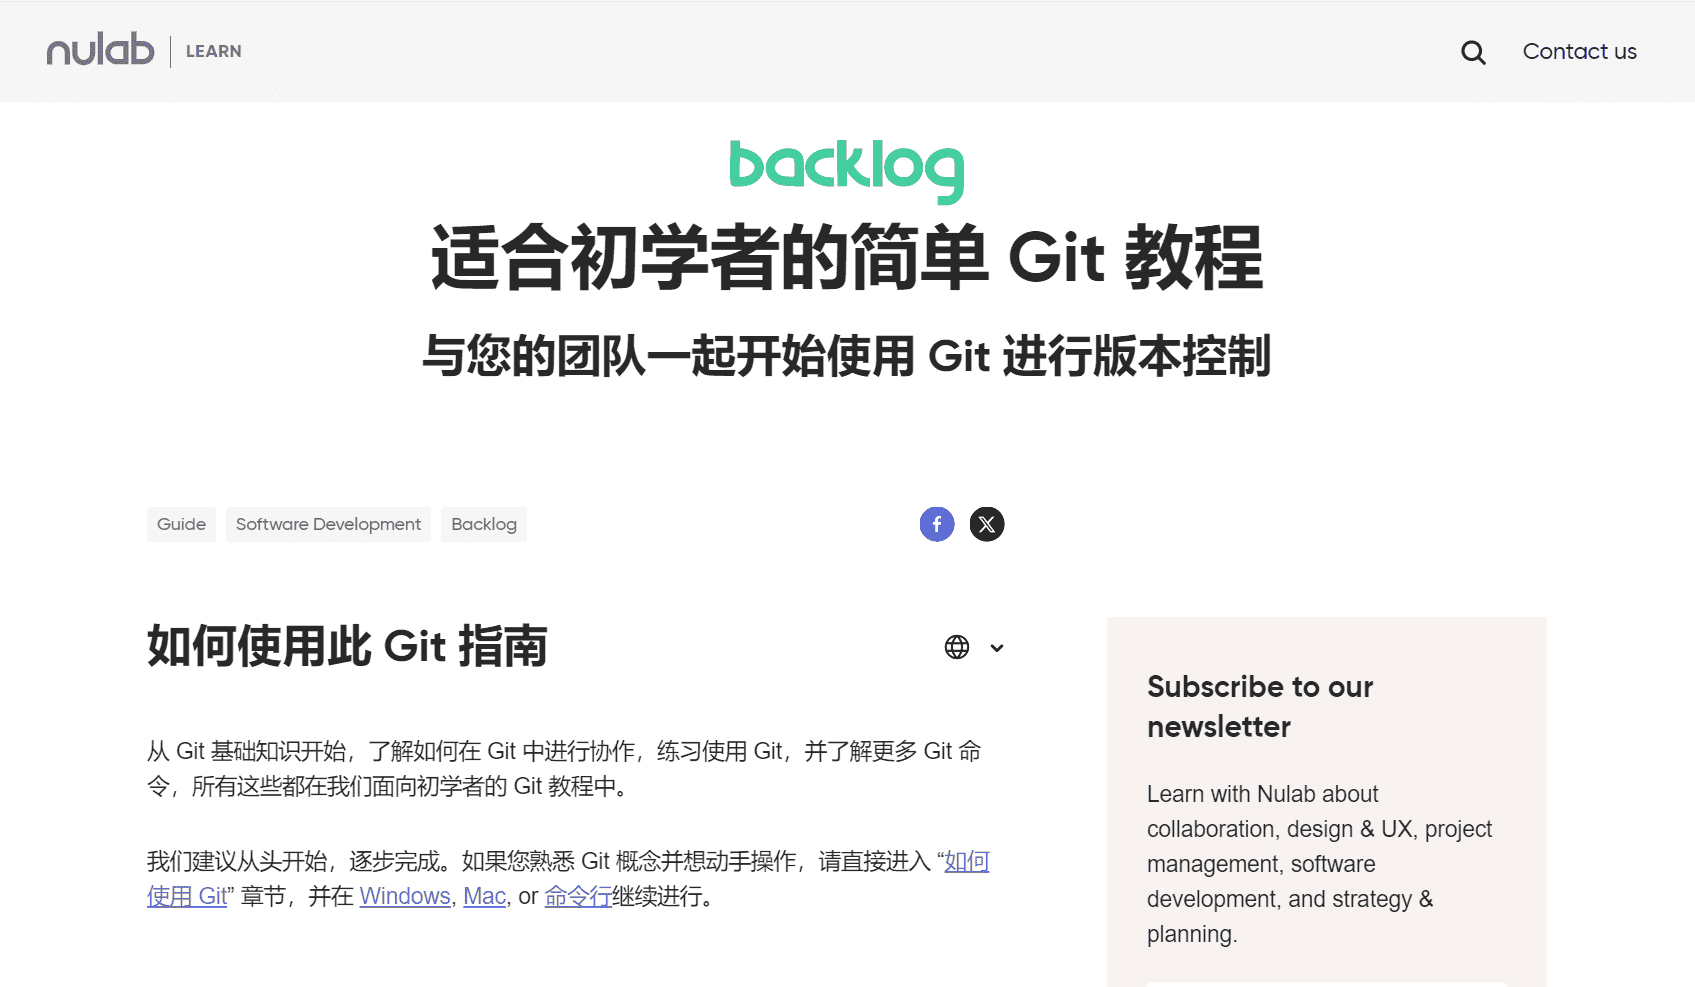 nulab LEARN
Contact us
backlog
适合初学者的简单 Git 教程
与您的团队一起开始使用 Git 进行版本控制
Guide Software Development Backlog
如何使用此 Git 指南
从 Git 基础知识开始，了解如何在 Git 中进行协作，练习使用 Git，并了解更多 Git 命
令，所有这些都在我们面向初学者的 Git 教程中。
我们建议从头开始，逐步完成。如果您熟悉 Git 概念并想动手操作，请直接进入 “如何
使用 Git” 章节，并在 Windows, Mac, or 命令行继续进行。
Subscribe to our
newsletter
Learn with Nulab about
collaboration, design & UX, project
management, software
development, and strategy &
planning.